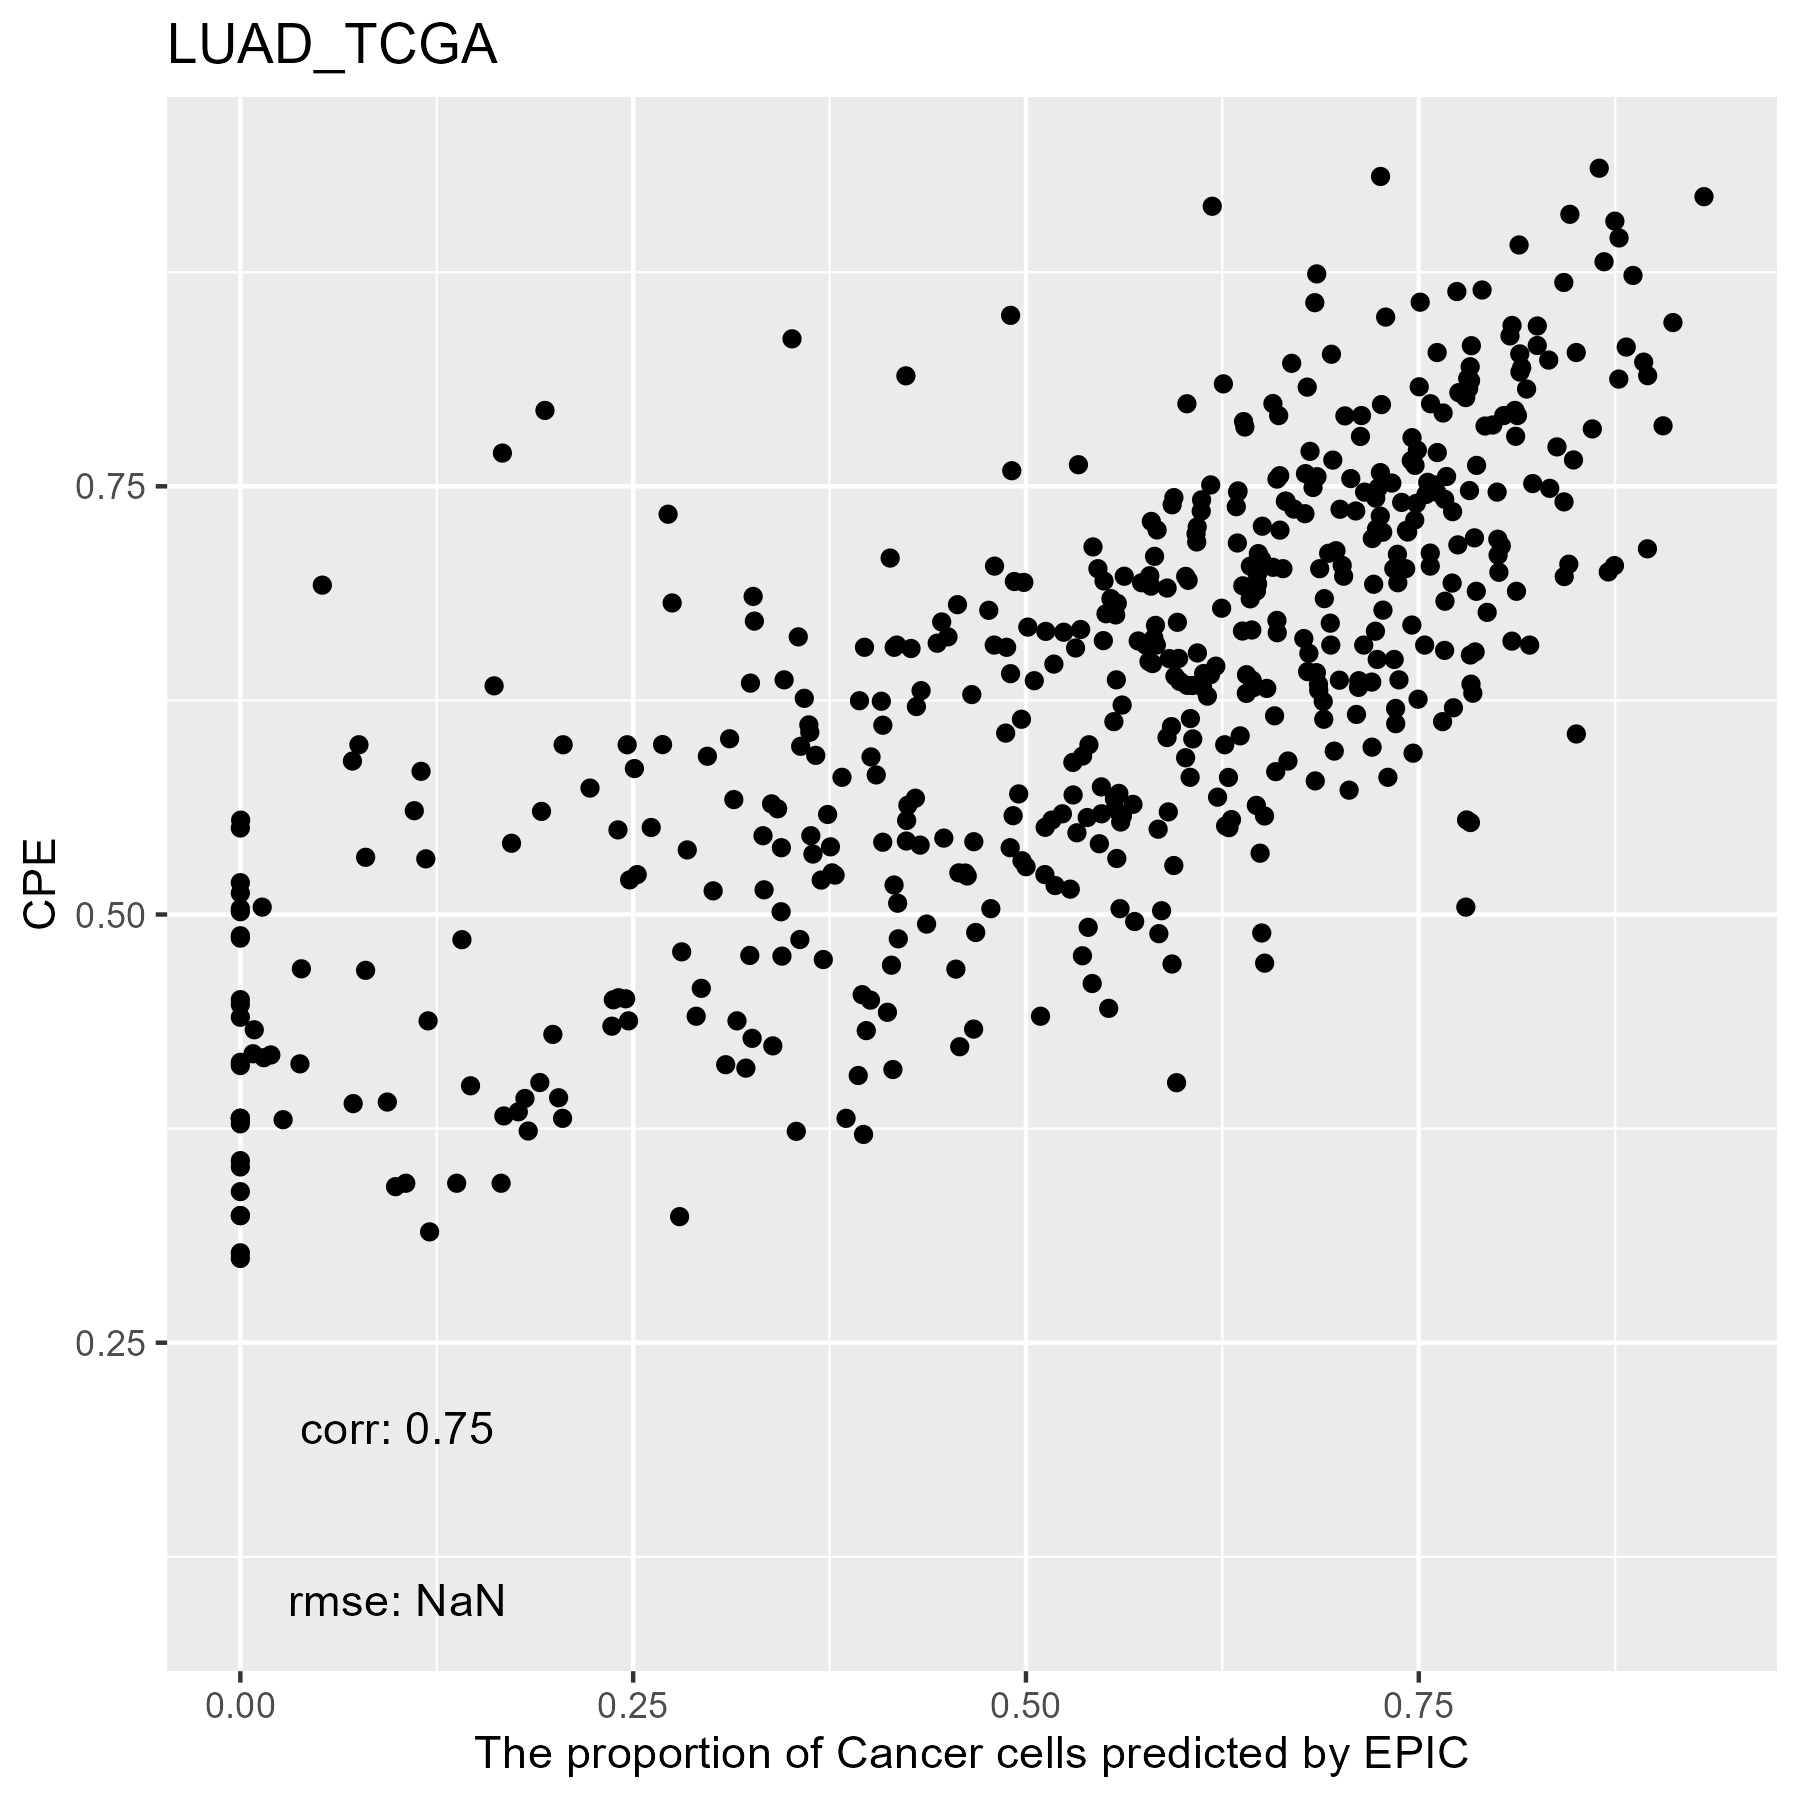 LUAD_TCGA
CPE
0.75
0.50
0.25
corr: 0.75
rmse: NaN
0.00 0.25 0.50 0.75
The proportion of Cancer cells predicted by EPIC